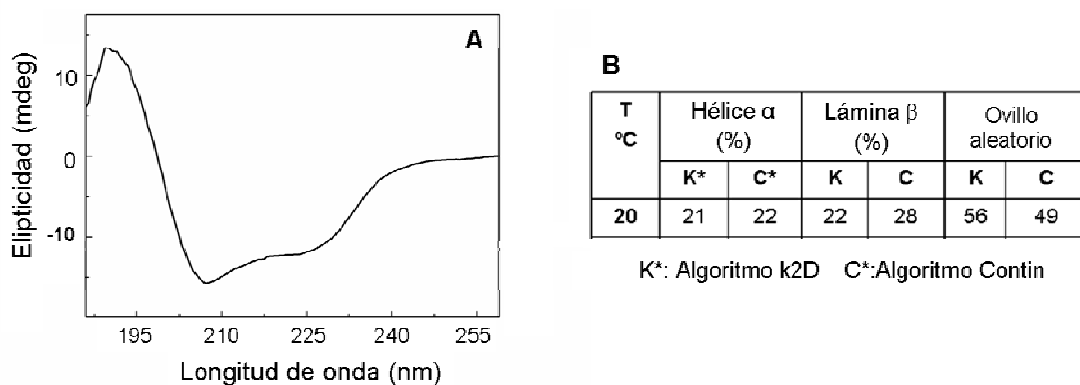 A
Elipticidad (mdeg)
10
0
-10
195 210 225 240 255
Longitud de onda (nm)
B
T
ºC
Hélice α
(%)
Lámina β
(%)
Ovillo
aleatorio
K* C* K C K C
20 21 22 22 28 56 49
K*: Algoritmo k2D C*:Algoritmo Contin